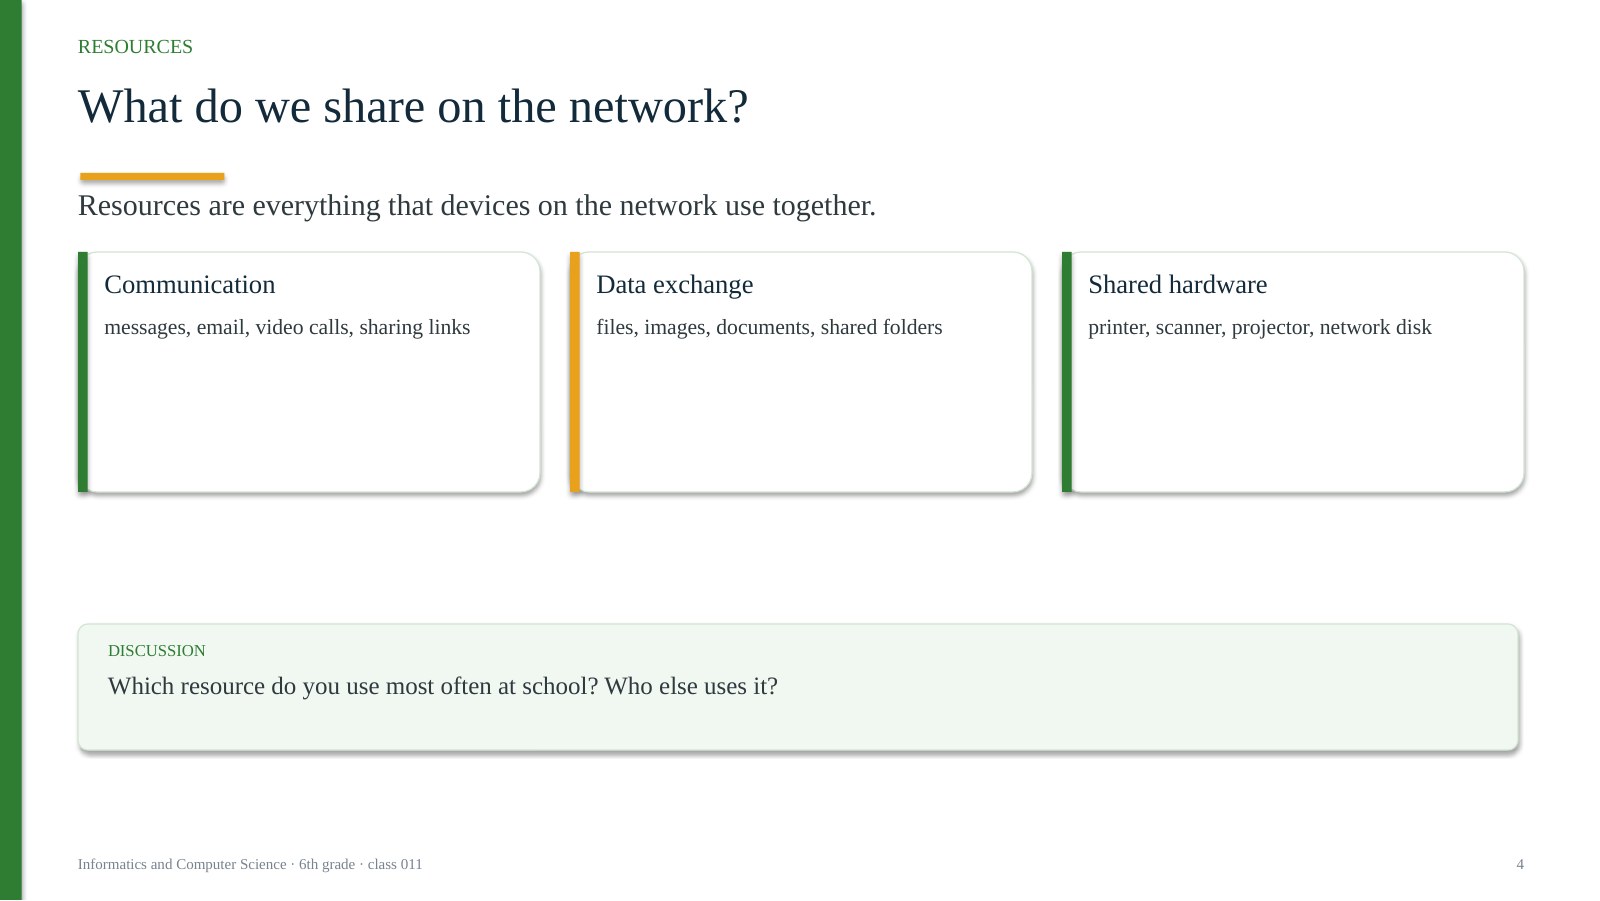 RESOURCES
What do we share on the network?
Resources are everything that devices on the network use together.
Communication
messages, email, video calls, sharing links
Data exchange
files, images, documents, shared folders
Shared hardware
printer, scanner, projector, network disk
DISCUSSION
Which resource do you use most often at school? Who else uses it?
Informatics and Computer Science · 6th grade · class 011
4